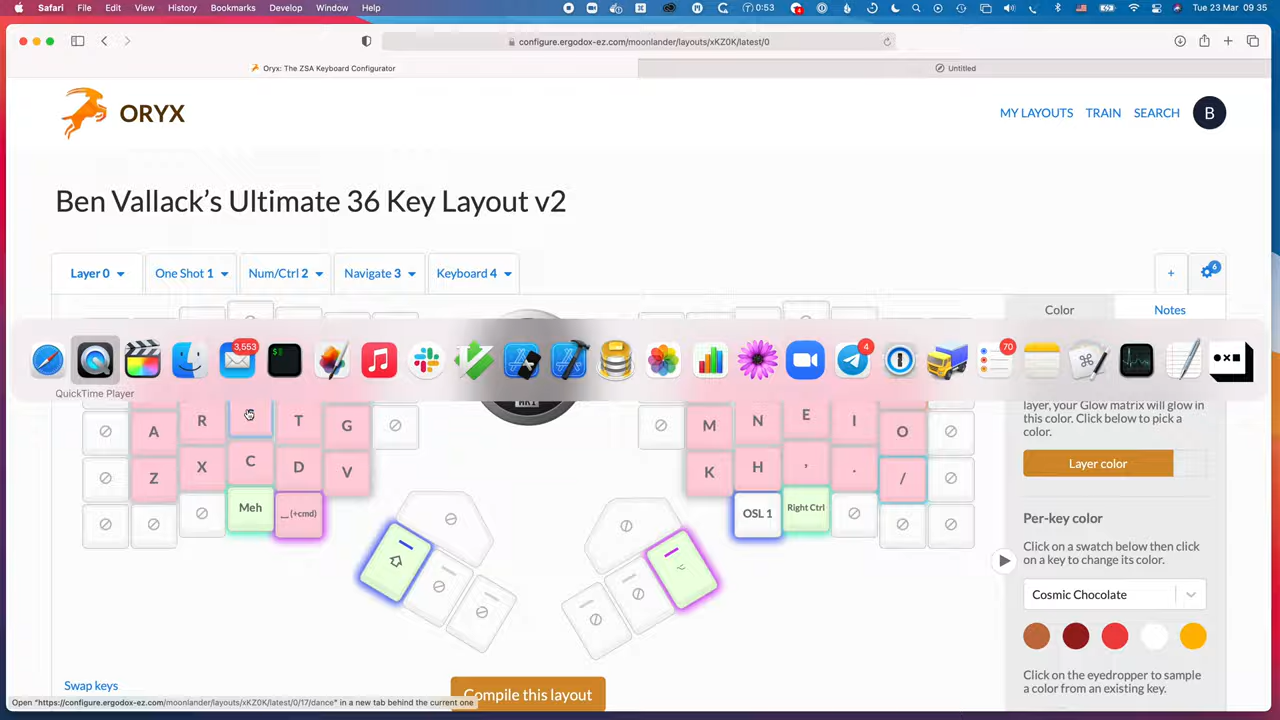 Safari File Edit View History Bookmarks Develop Window Help 0:53 4 Tue 23 Mar 09 35
configure.ergodox-ez.com/moonlander/layouts/xKZ0K/latest/0
Oryx: The ZSA Keyboard Configurator Untitled
ORYX MY LAYOUTS TRAIN SEARCH B
Ben Vallack’s Ultimate 36 Key Layout v2
Layer 0 One Shot 1 Num/Ctrl 2 Navigate 3 Keyboard 4 + 6
Color Notes
3,553 4 70
QuickTime Player
MK1
layer, your Glow matrix will glow in
this color. Click below to pick a
color.
A R T G M N E I O
Layer color
Z X C D V K H , . /
Meh _ (+cmd) OSL 1 Right Ctrl
Per-key color
Click on a swatch below then click
on a key to change its color.
Cosmic Chocolate
Click on the eyedropper to sample
a color from an existing key.
Swap keys
Compile this layout
Open "https://configure.ergodox-ez.com/moonlander/layouts/xKZ0K/latest/0/17/dance" in a new tab behind the current one